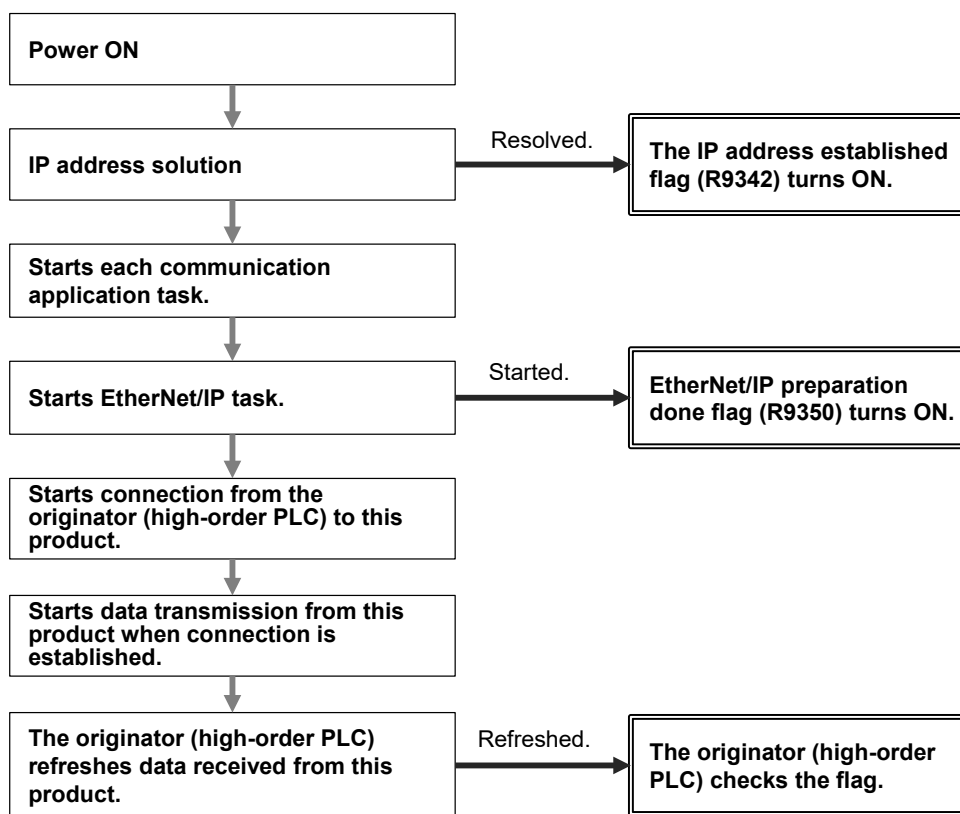 Power ON
IP address solution
Resolved.
The IP address established
flag (R9342) turns ON.
Starts each communication
application task.
Starts EtherNet/IP task.
Started.
EtherNet/IP preparation
done flag (R9350) turns ON.
Starts connection from the
originator (high-order PLC) to this
product.
Starts data transmission from this
product when connection is
established.
The originator (high-order PLC)
refreshes data received from this
product.
Refreshed.
The originator (high-order
PLC) checks the flag.